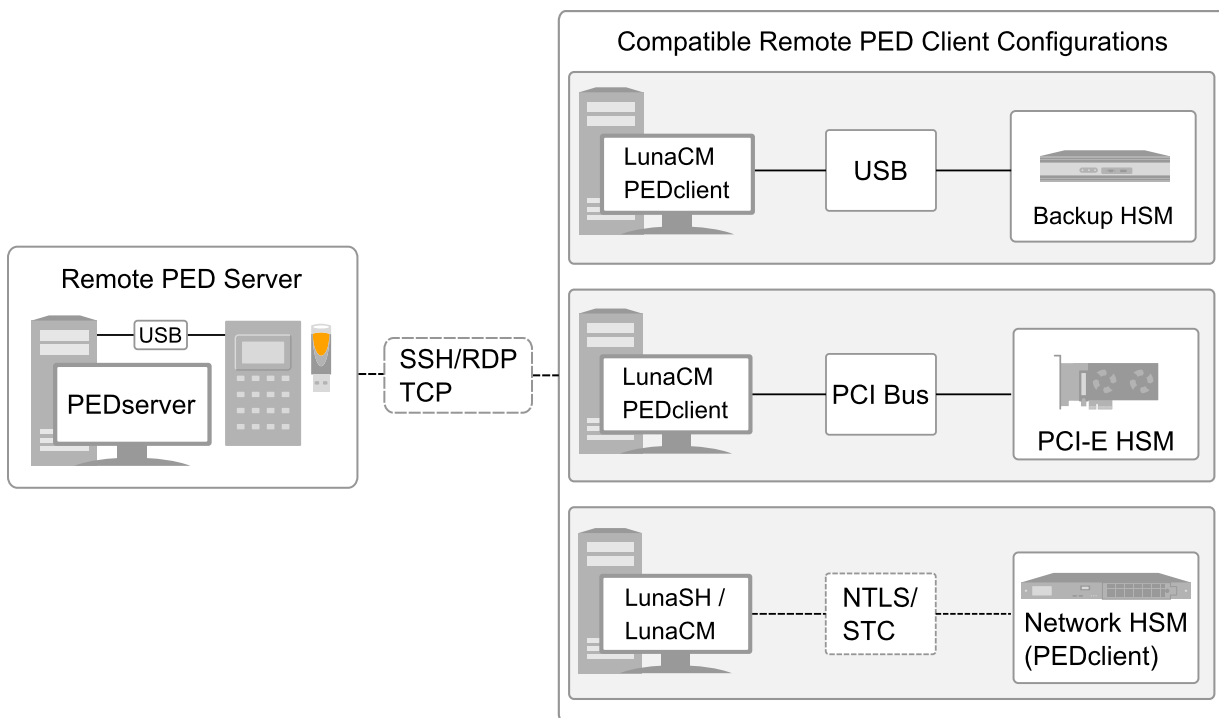 Compatible Remote PED Client Configurations
LunaCM
PEDclient
USB
Backup HSM
Remote PED Server
USB
PEDserver
SSH/RDP
TCP
LunaCM
PEDclient
PCI Bus
PCI-E HSM
LunaSH /
LunaCM
NTLS/
STC
Network HSM
(PEDclient)